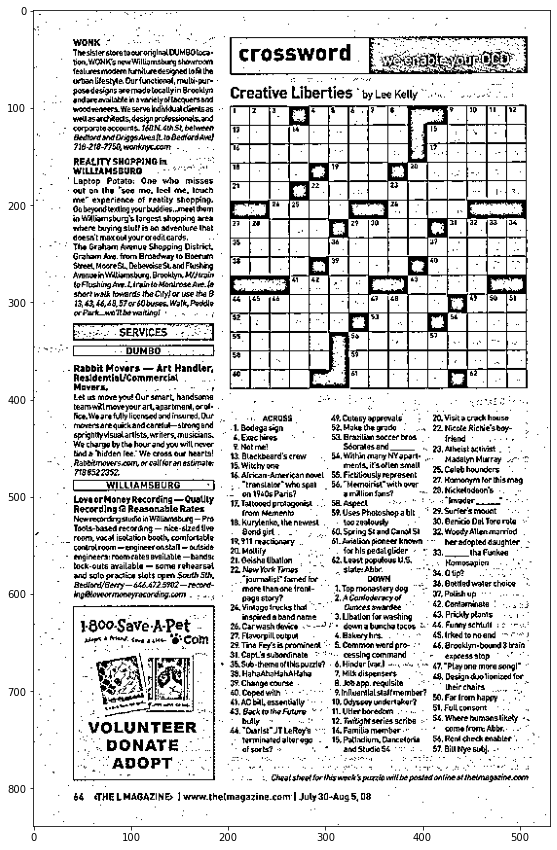 WONK
The sister store to our original DUMBO loca-
tion, WONK's new Williamsburg showroom
features modern furniture designed to fit the
urban lifestyle. Our functional, multi-pur-
pose designs are made locally in Brooklyn
and are available in a variety of lacquers and
wood veneers. We serve individual clients as
well as architects, design professionals, and
corporate accounts. 160 N. 4th St, between
Bedford and Driggs Aves (L to Bedford Ave)
718-218-7750, wonknyc.com
REALITY SHOPPING in
WILLIAMSBURG
Laptop Potato: One who misses
out on the "see me, feel me, touch
me" experience of reality shopping.
Go beyond texting your buddies...meet them
in Williamsburg's largest shopping area
where buying stuff is an adventure that
doesn't max out your credit cards.
The Graham Avenue Shopping District,
Graham Ave. from Broadway to Boerum
Street, Moore St., Debevoise St. and Flushing
Avenue in Williamsburg, Brooklyn. M/J train
to Flushing Ave. L train to Montrose Ave. (a
short walk towards the City) or use the B
13, 43, 46, 48, 57 or 60 buses. Walk, Peddle
or Park...we'll be waiting!
SERVICES
DUMBO
Rabbit Movers — Art Handler,
Residential/Commercial
Movers,
Let us move you! Our smart, handsome
team will move your art, apartment, or of-
fice. We are fully licensed and insured. Our
movers are quick and careful—strong and
sprightly visual artists, writers, musicians.
We charge by the hour and you will never
find a 'hidden fee.' We cross our hearts!
Rabbitmovers.com, or call for an estimate:
718 852 2352.
WILLIAMSBURG
Love or Money Recording — Quality
Recording @ Reasonable Rates
New recording studio in Williamsburg — Pro
Tools-based recording — nice-sized live
room, vocal isolation booth, comfortable
control room — engineer on staff — outside
engineer room rates available — bands:
lock-outs available — some rehearsal
and solo practice slots open South 5th,
Bedford/Berry — 646.472.5902 — record-
ing@loveormoneyrecording.com
1-800-Save-A-Pet
.com
VOLUNTEER
DONATE
ADOPT
crossword
we enable your OCD
Creative Liberties by Lee Kelly
ACROSS
1. Bodega sign
4. Exec hires
9. Not me!
13. Blackbeard's crew
15. Witchy one
16. African-American novel
"translator" who spat
on 1940s Paris?
17. Tattooed protagonist
from Memento
18. Kurylenko, the newest
Bond girl
19. 911 reactionary
20. Mollify
21. Geisha libation
22. New York Times
"journalist" famed for
more than one front-
page story?
24. Vintage trucks that
inspired a band name
26. Car wash device
27. Flavorpill output
29. Tina Fey's is prominent
31. Capt.'s subordinate
35. Sub-theme of this puzzle?
38. HaHaAHaHAHaHa
39. Change course
40. Coped with
41. AC bill, essentially
43. Back to the Future
bully
44. "Diarist" JT LeRoy's
terminated alter ego
of sorts?
49. Cutesy approvals
52. Make the grade
53. Brazilian soccer bros
Sócrates and
54. Within many NY apart-
ments, it's often small
55. Fictitiously represent
56. "Memoirist" with over
a million fans?
58. Aspect
59. Uses Photoshop a bit
too zealously
60. Spring St and Canal St
61. Aviation pioneer known
for his pedal glider
62. Least populous U.S.
state: Abbr.
DOWN
1. Top monastery dog
2. A Confederacy of
Dunces awardee
3. Libation for washing
down a buncha tacos
4. Bakery hrs.
5. Common word pro-
cessing command
6. Hinder (var.)
7. Milk dispensers
8. Job app. requisite
9. Influential staff member?
10. Odyssey undertaker?
11. Utter boredom
12. Twilight series scribe
14. Familia member
15. Palladium, Danceteria
and Studio 54
20. Visit a crack house
22. Nicole Richie's boy-
friend
23. Atheist activist
Madalyn Murray
25. Caleb hounders
27. Homonym for this mag
28. Nickelodeon's
"Invader ____"
29. Surfer's mount
30. Benicio Del Toro role
32. Woody Allen married
her adopted daughter
33. ____ the Funkee
Homosapien
34. Q tip?
36. Bottled water choice
37. Polish up
42. Contaminate
43. Prickly plants
44. Funny schtuff
45. Irked to no end
46. Brooklyn-bound 3 train
express stop
47. "Play one more song!"
48. Design duo lionized for
their chairs
50. Far from happy
51. Full consent
54. Where humans likely
come from: Abbr.
56. Rent check enabler
57. Bill Nye subj.
Cheat sheet for this week's puzzle will be posted online at thelmagazine.com
64 THE L MAGAZINE | www.thelmagazine.com | July 30-Aug 5, 08